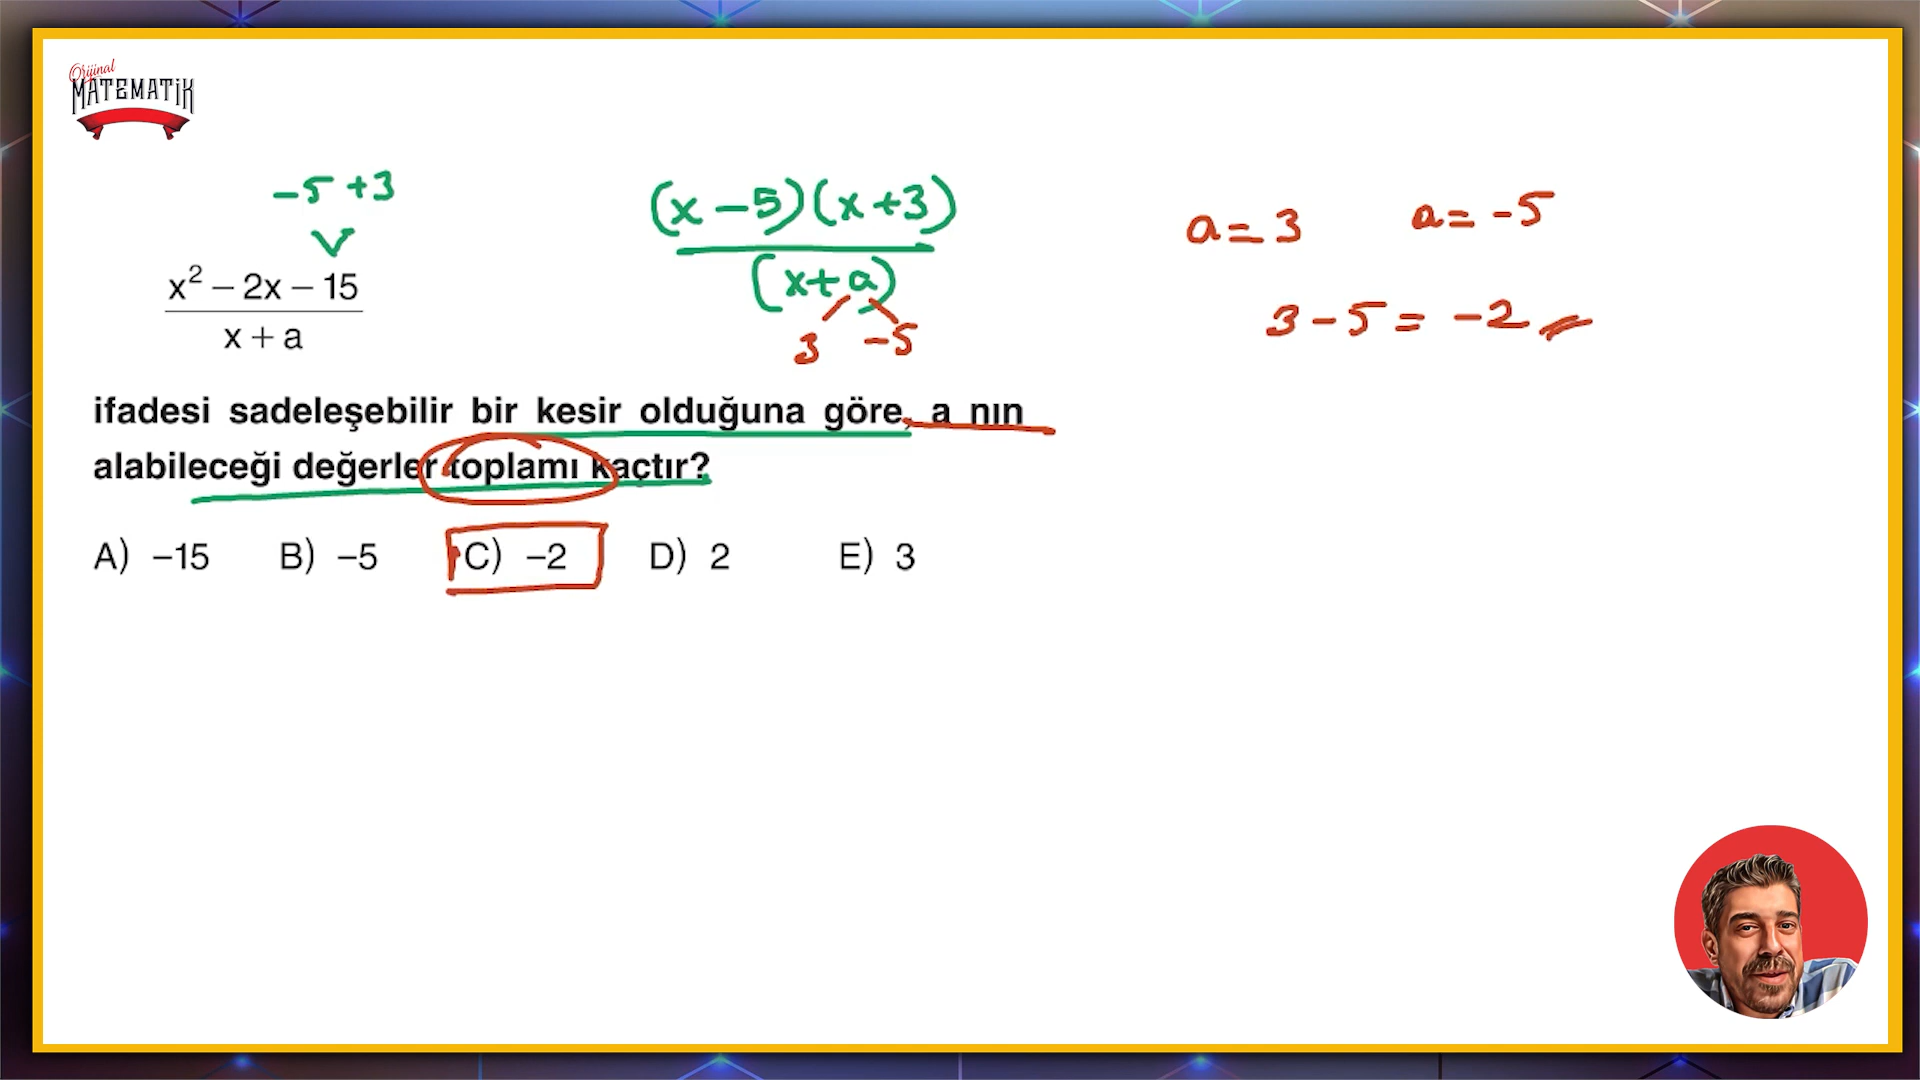 Orijinal
MATEMATİK
-5 +3
x² – 2x – 15
x + a
(x-5)(x+3)
(x+a)
3 -5
a=3 a=-5
3-5=-2
ifadesi sadeleşebilir bir kesir olduğuna göre, a nın
alabileceği değerler toplamı kaçtır?
A) –15 B) –5 C) –2 D) 2 E) 3